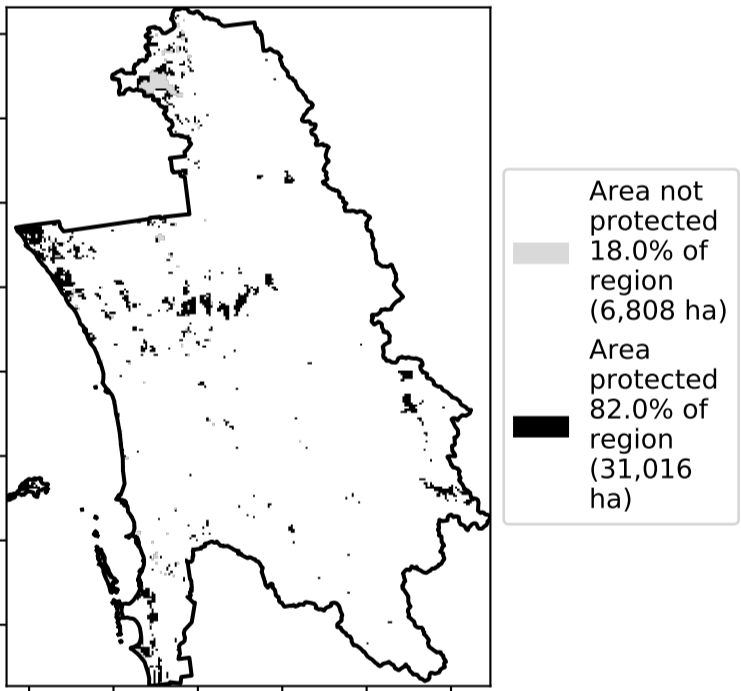 Area not
protected
18.0% of
region
(6,808 ha)
Area
protected
82.0% of
region
(31,016
ha)